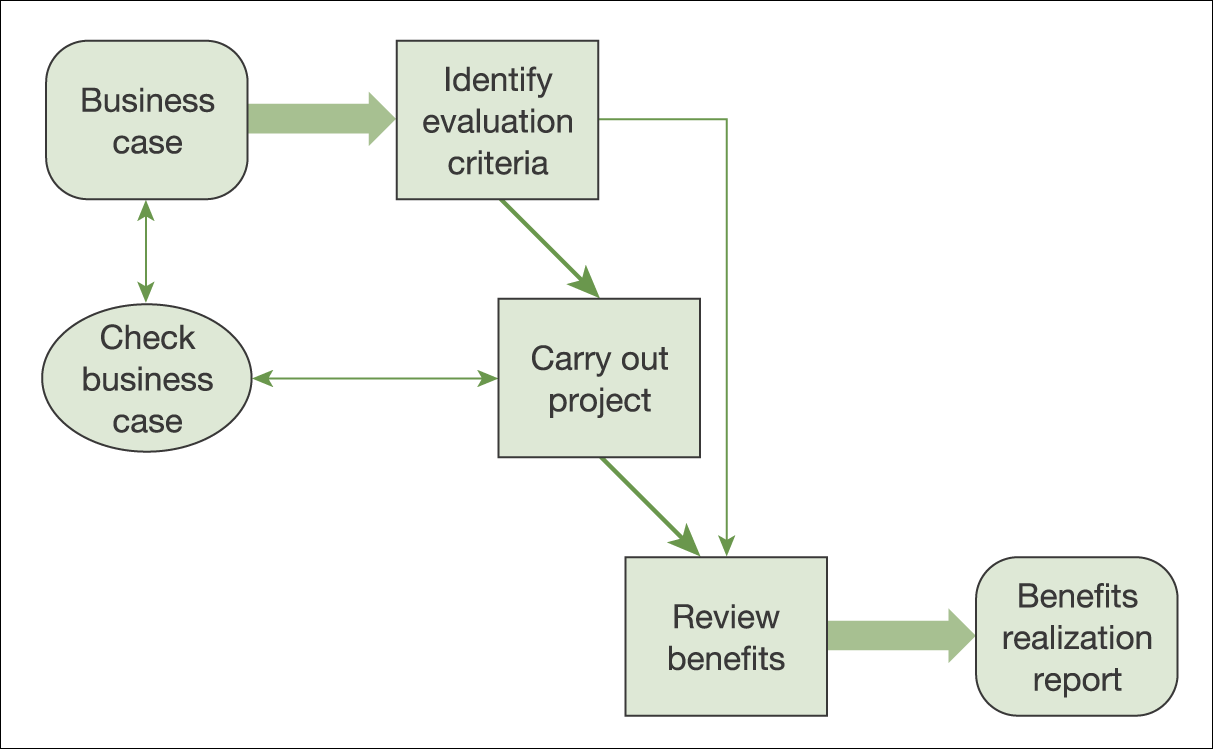 Business
case
Identify
evaluation
criteria
Check
business
case
Carry out
project
Review
benefits
Benefits
realization
report